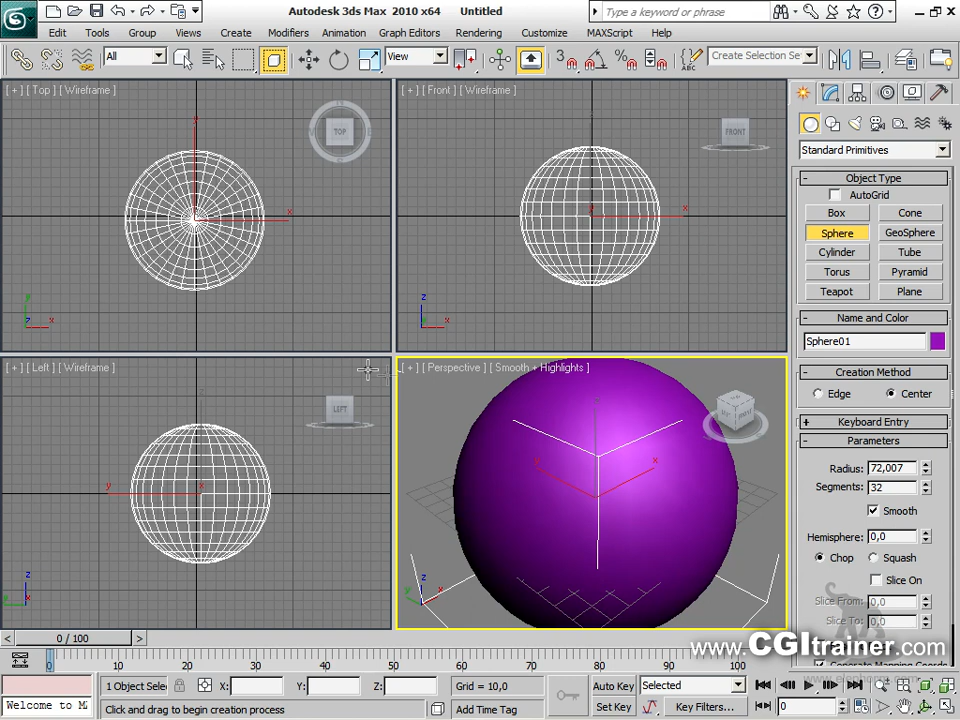 Autodesk 3ds Max 2010 x64 Untitled
Type a keyword or phrase
Edit Tools Group Views Create Modifiers Animation Graph Editors Rendering Customize MAXScript Help
All
View
3
Create Selection Se
[ + ] [ Top ] [ Wireframe ]
TOP
y
x
y
z x
[ + ] [ Front ] [ Wireframe ]
FRONT
x
z
x
[ + ] [ Left ] [ Wireframe ]
LEFT
y x
z
[ + ] [ Perspective ] [ Smooth + Highlights ]
FRONT
y x
z
y x
Standard Primitives
- Object Type
AutoGrid
Box Cone
Sphere GeoSphere
Cylinder Tube
Torus Pyramid
Teapot Plane
- Name and Color
Sphere01
- Creation Method
Edge Center
+ Keyboard Entry
- Parameters
Radius: 72,007
Segments: 32
Smooth
Hemisphere: 0,0
Chop Squash
Slice On
Slice From: 0,0
Slice To: 0,0
Generate Mapping Coords
www.CGItrainer.com
< 0 / 100 >
0 10 20 30 40 50 60 70 80 90 100
1 Object Sele X: Y: Z: Grid = 10,0
Auto Key Selected
Welcome to M
Click and drag to begin creation process
Add Time Tag
Set Key Key Filters...
0